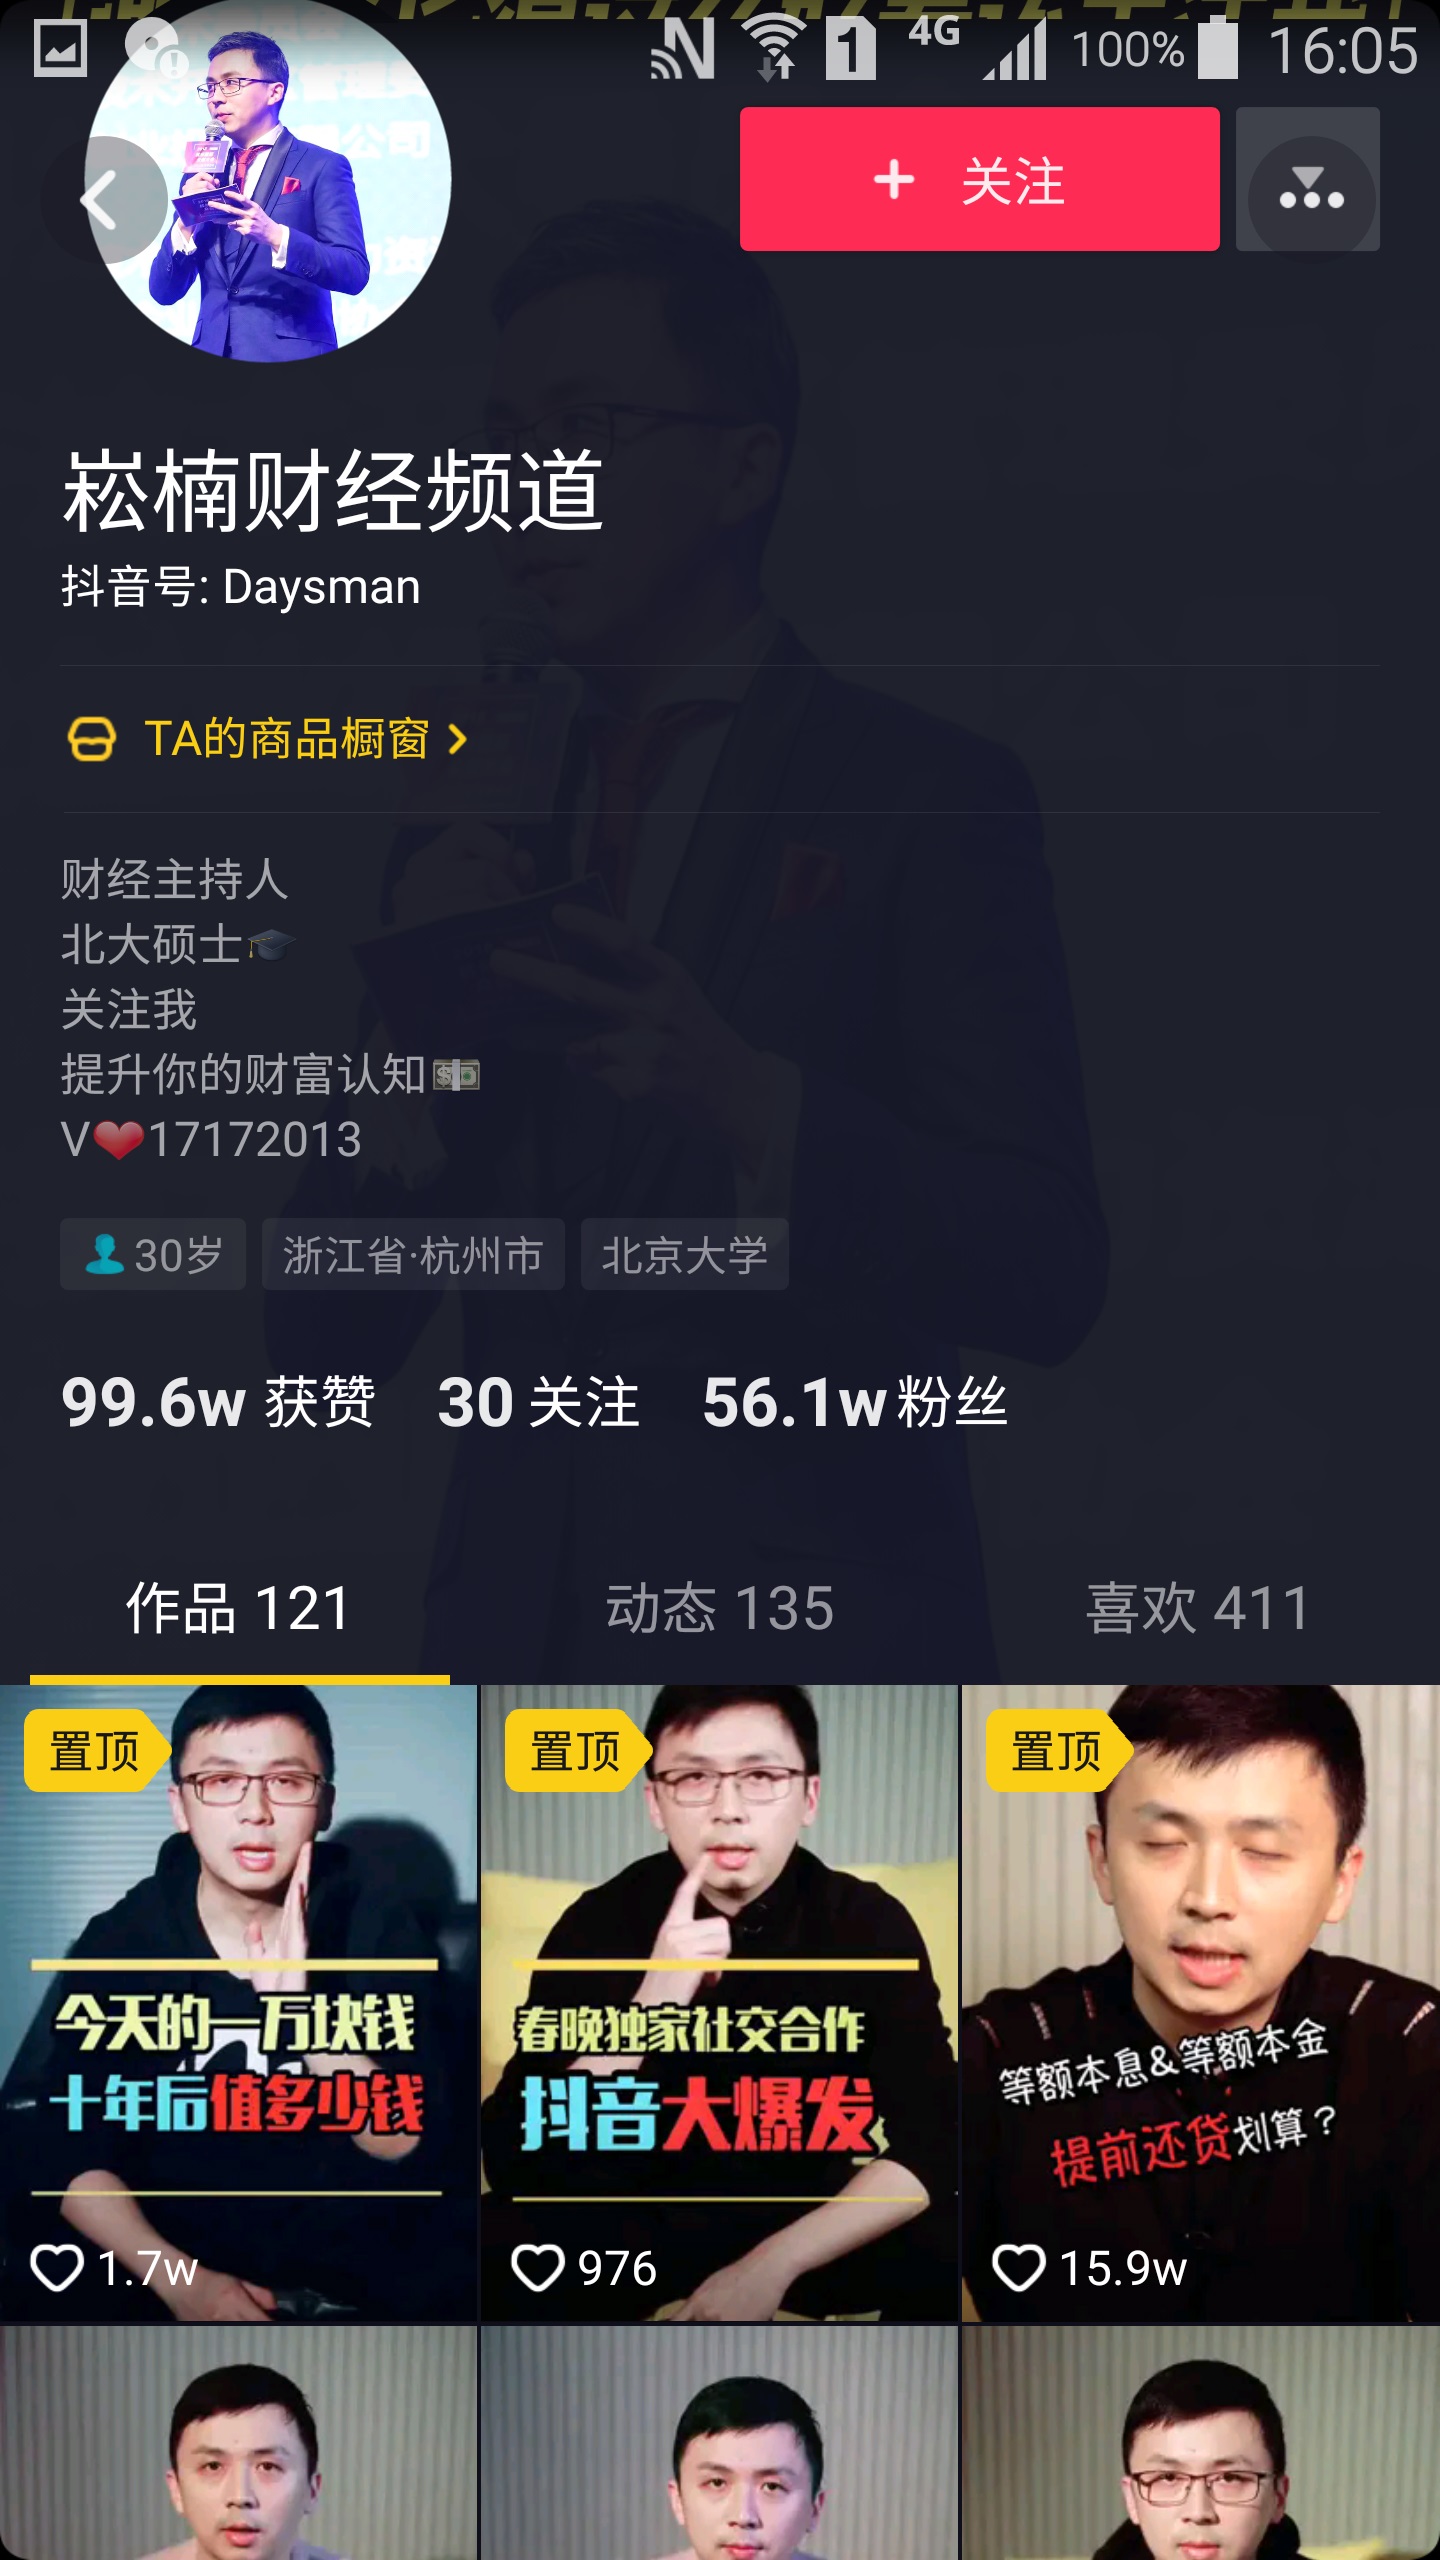 4G 100% 16:05
1
公司
+ 关注
崧楠财经频道
抖音号: Daysman
TA的商品橱窗
财经主持人
北大硕士🎓
关注我
提升你的财富认知💵
V❤️17172013
30岁 浙江省·杭州市 北京大学
99.6w 获赞 30 关注 56.1w 粉丝
作品 121 动态 135 喜欢 411
置顶
今天的一万块钱
十年后值多少钱
1.7w
置顶
春晚独家社交合作
抖音大爆发
976
置顶
等额本息&等额本金
提前还贷划算？
15.9w